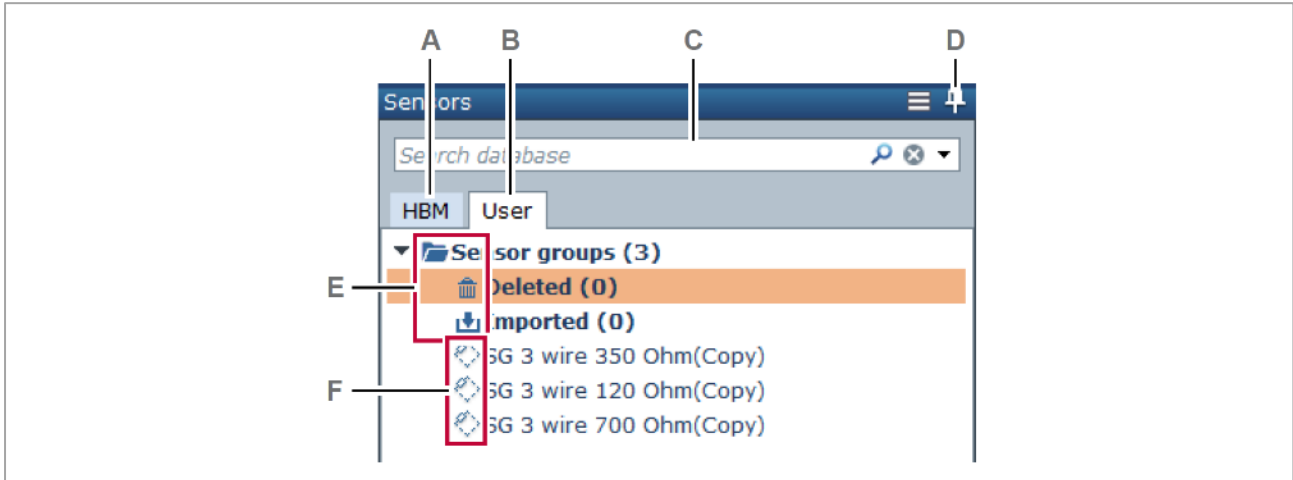 A B C D
Sensors
Search database
HBM User
Sensor groups (3)
E Deleted (0)
Imported (0)
SG 3 wire 350 Ohm(Copy)
F SG 3 wire 120 Ohm(Copy)
SG 3 wire 700 Ohm(Copy)